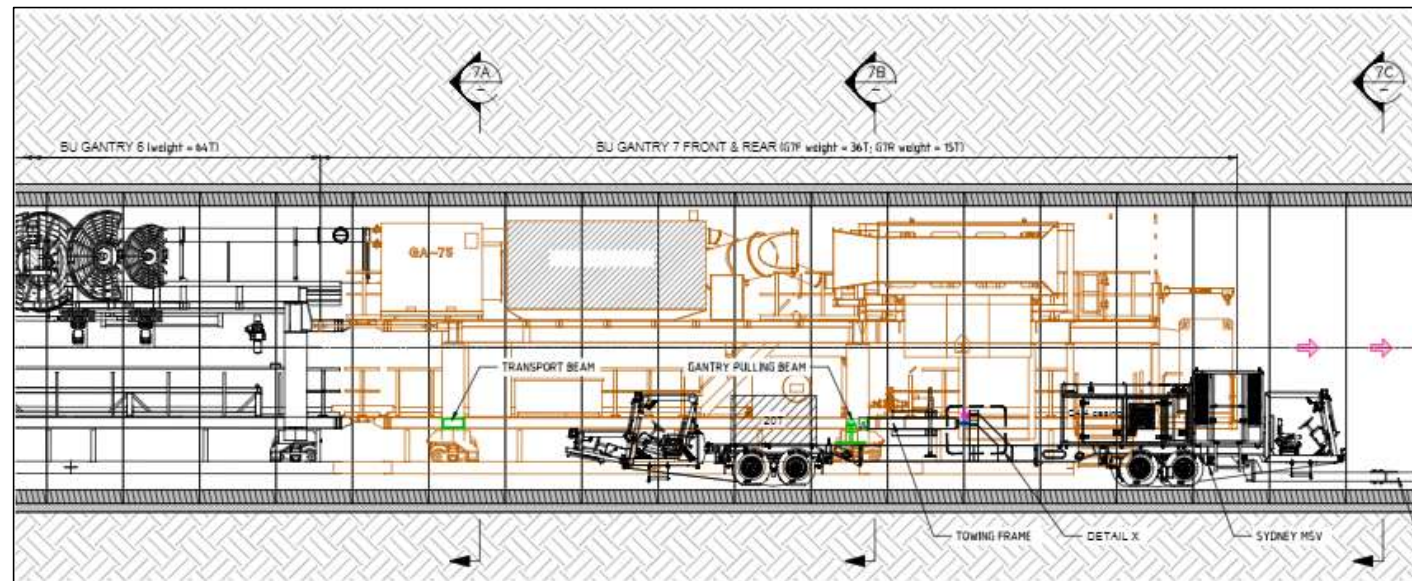 7A
7B
7C
BU GANTRY 6 (weight = 64T)
BU GANTRY 7 FRONT & REAR (G7F weight = 36T; G7R weight = 15T)
GA-75
TRANSPORT BEAM
GANTRY PULLING BEAM
20T
TOWING FRAME
DETAIL X
SYDNEY MSV